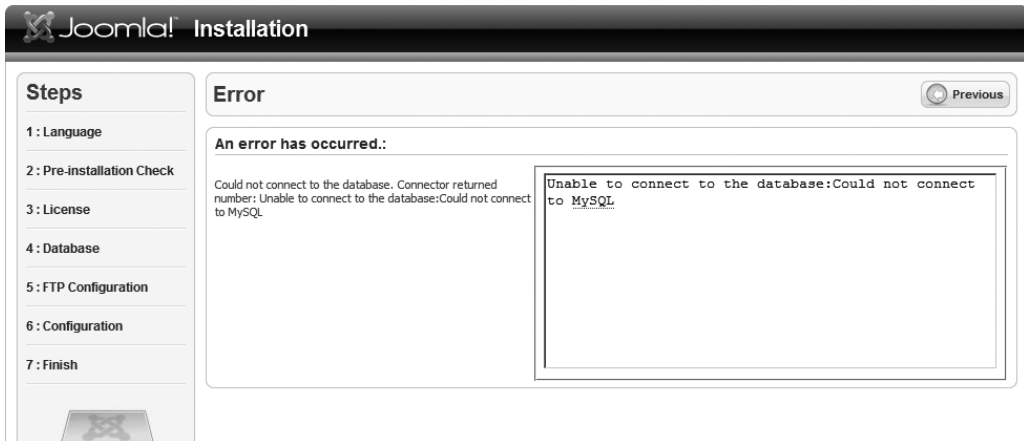 Joomla!™ Installation
Steps
1 : Language
2 : Pre-installation Check
3 : License
4 : Database
5 : FTP Configuration
6 : Configuration
7 : Finish
Error
Previous
An error has occurred.:
Could not connect to the database. Connector returned
number: Unable to connect to the database:Could not connect
to MySQL
Unable to connect to the database:Could not connect
to MySQL